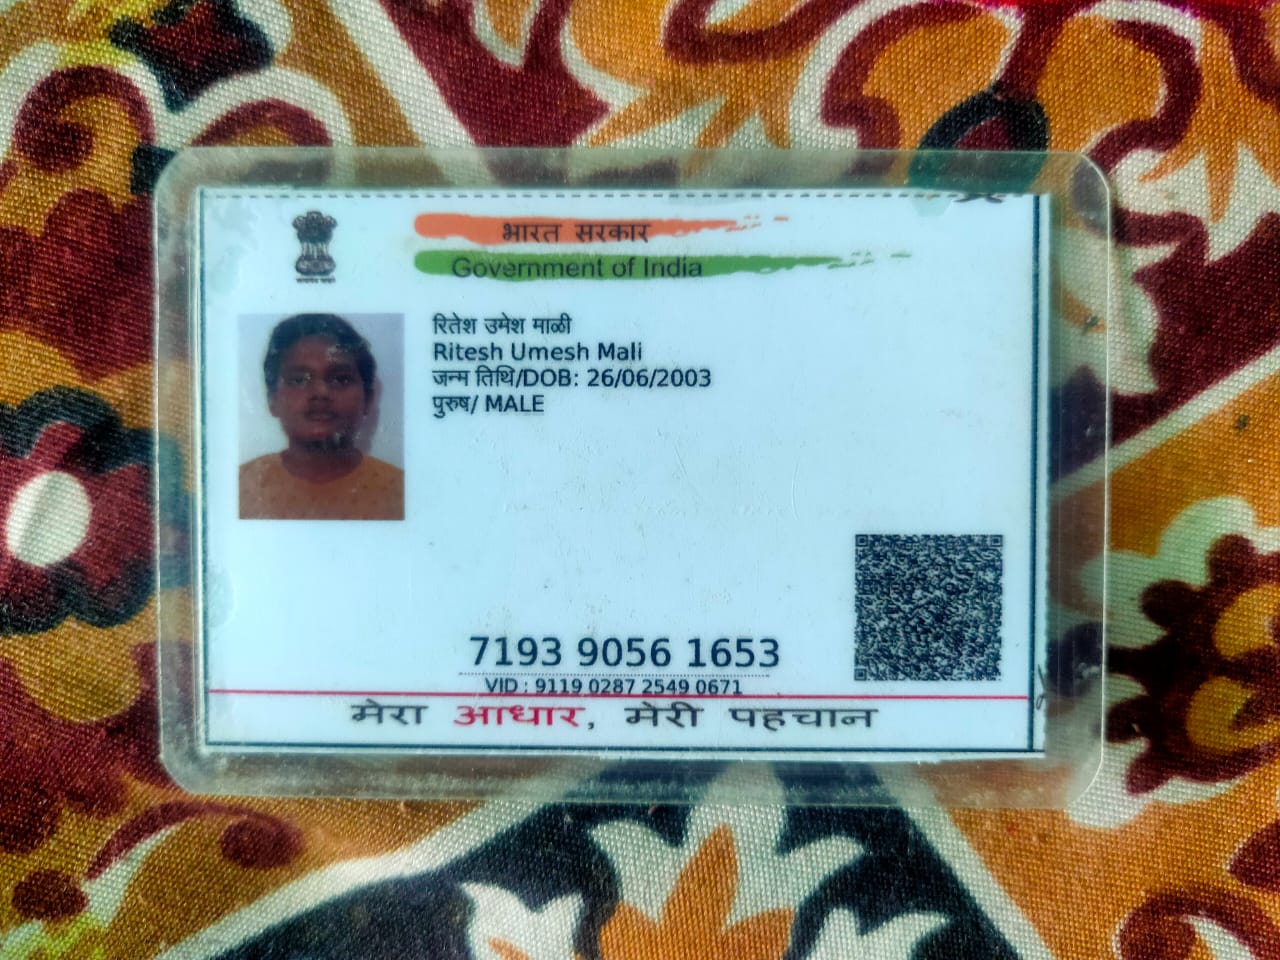 भारत सरकार
Government of India
रितेश उमेश माळी
Ritesh Umesh Mali
जन्म तिथि/DOB: 26/06/2003
पुरुष/ MALE
7193 9056 1653
VID : 9119 0287 2549 0671
मेरा आधार, मेरी पहचान